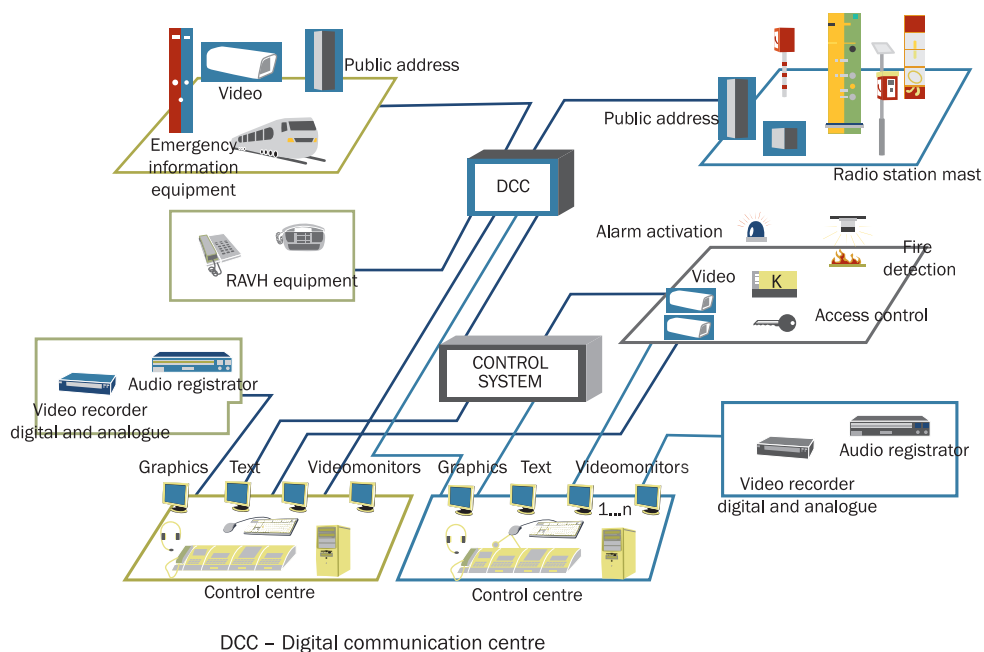 Video
Public address
Emergency
information
equipment
Public address
SOS
Radio station mast
DCC
RAVH equipment
Alarm activation
Fire
detection
Video
K
Access control
CONTROL
SYSTEM
Audio registrator
Video recorder
digital and analogue
Audio registrator
Video recorder
digital and analogue
Graphics
Text
Videomonitors
Graphics
Text
Videomonitors
1...n
Control centre
Control centre
DCC – Digital communication centre